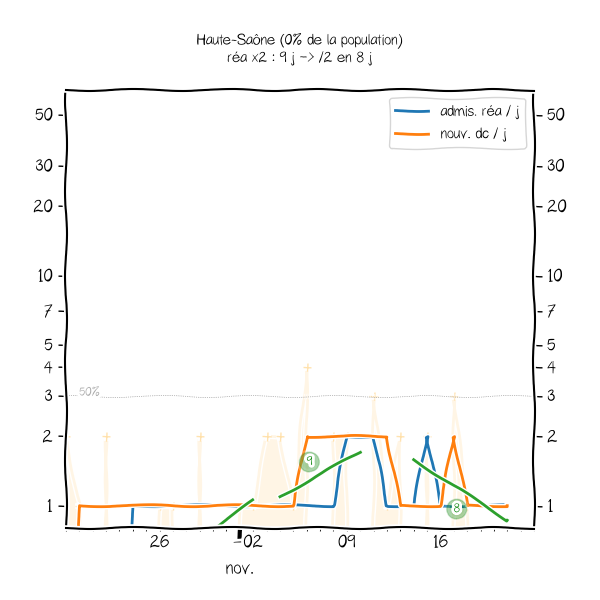 Haute-Saône (0% de la population)
réa x2 : 9 j -> /2 en 8 j
admis. réa / j
nouv. dc / j
50 50
30 30
20 20
10 10
7 7
5 5
4 4
50%
3 3
2 2
9
8
1 1
26 02 09 16
nov.